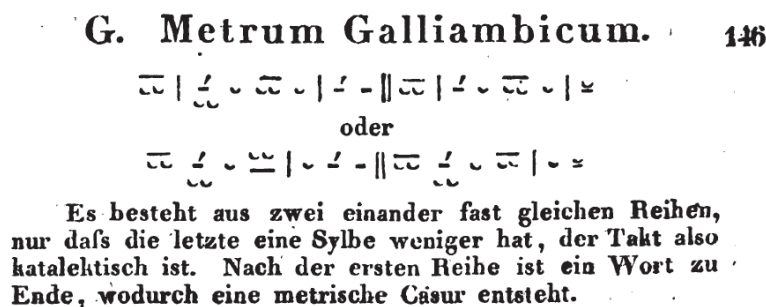 G. Metrum Galliambicum. 146
⏓⏑⏑ | –́⏑⏑ ⏑ –⏑⏑ ⏑ | –́ – || –⏑⏑ | –́ ⏑ –⏑⏑ ⏑ | ⏓
oder
–⏑⏑ –́⏑⏑ ⏑ ⏔ | ⏑ –́ – || –⏑⏑ –́⏑⏑ ⏑ –⏑⏑ | ⏑ ⏓
Es besteht aus zwei einander fast gleichen Reihen,
nur daſs die letzte eine Sylbe weniger hat, der Takt also
katalektisch ist. Nach der ersten Reihe ist ein Wort zu
Ende, wodurch eine metrische Cäsur entsteht.